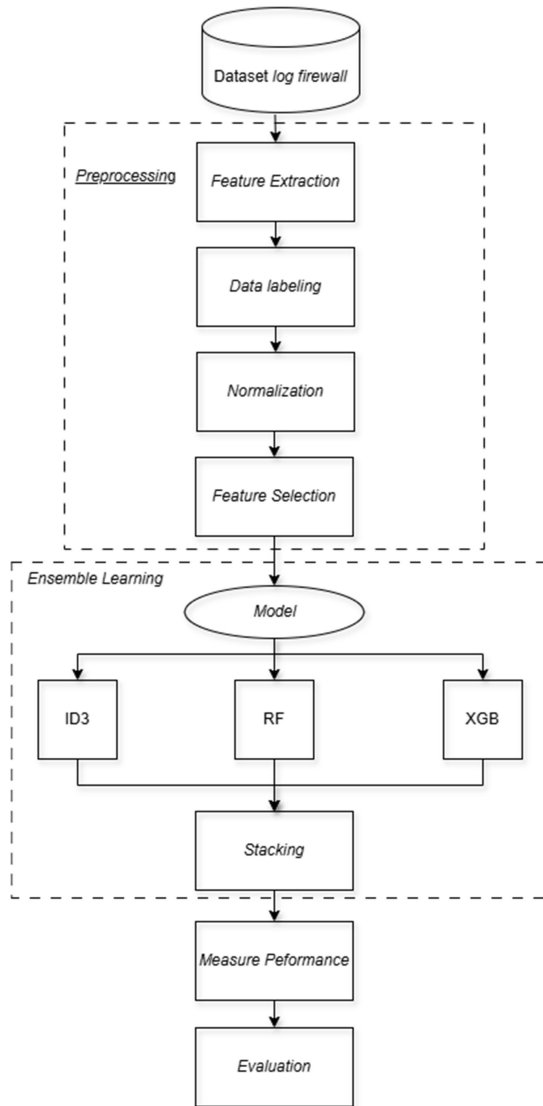 Dataset log firewall
Preprocessing
Feature Extraction
Data labeling
Normalization
Feature Selection
Ensemble Learning
Model
ID3
RF
XGB
Stacking
Measure Peformance
Evaluation